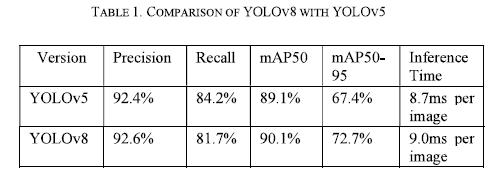 TABLE 1. COMPARISON OF YOLOV8 WITH YOLOV5
Version Precision Recall mAP50 mAP50-95 Inference Time
YOLOv5 92.4% 84.2% 89.1% 67.4% 8.7ms per image
YOLOv8 92.6% 81.7% 90.1% 72.7% 9.0ms per image